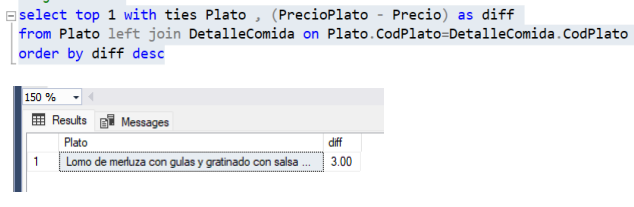 select top 1 with ties Plato , (PrecioPlato - Precio) as diff
from Plato left join DetalleComida on Plato.CodPlato=DetalleComida.CodPlato
order by diff desc
150 %
Results Messages
Plato diff
1 Lomo de merluza con gulas y gratinado con salsa ... 3.00